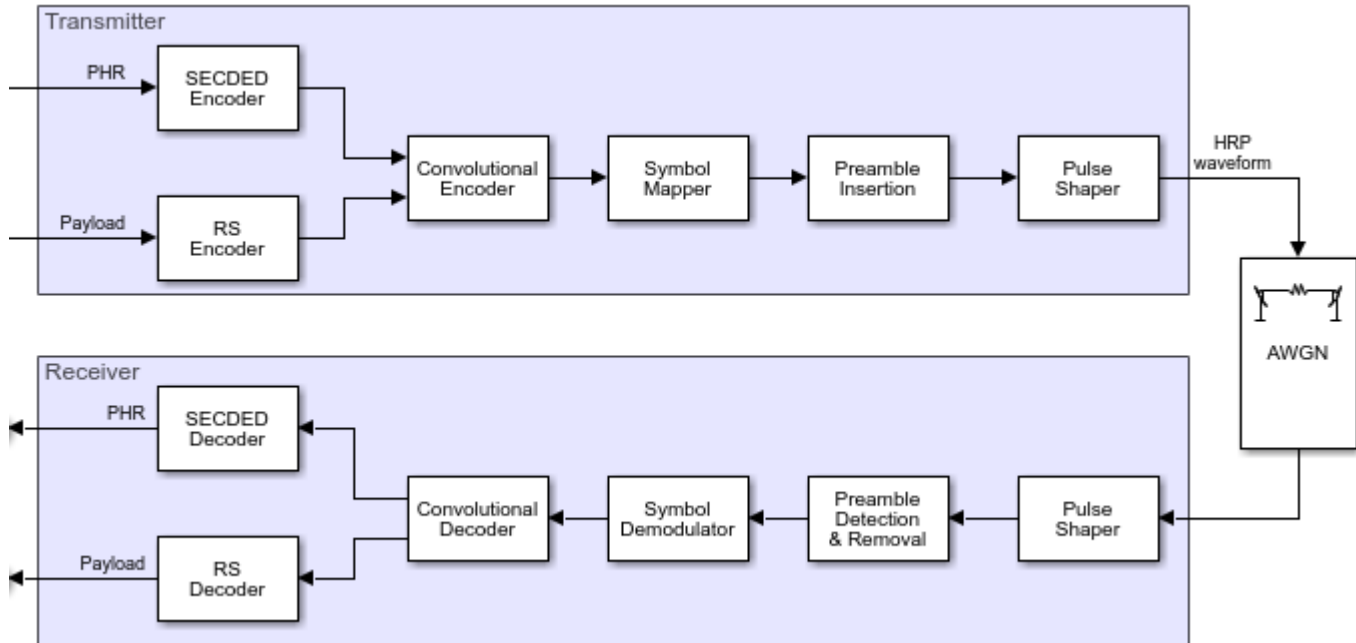 Transmitter
PHR
SECDED
Encoder
Payload
RS
Encoder
Convolutional
Encoder
Symbol
Mapper
Preamble
Insertion
Pulse
Shaper
HRP
waveform
AWGN
Receiver
PHR
SECDED
Decoder
Payload
RS
Decoder
Convolutional
Decoder
Symbol
Demodulator
Preamble
Detection
& Removal
Pulse
Shaper